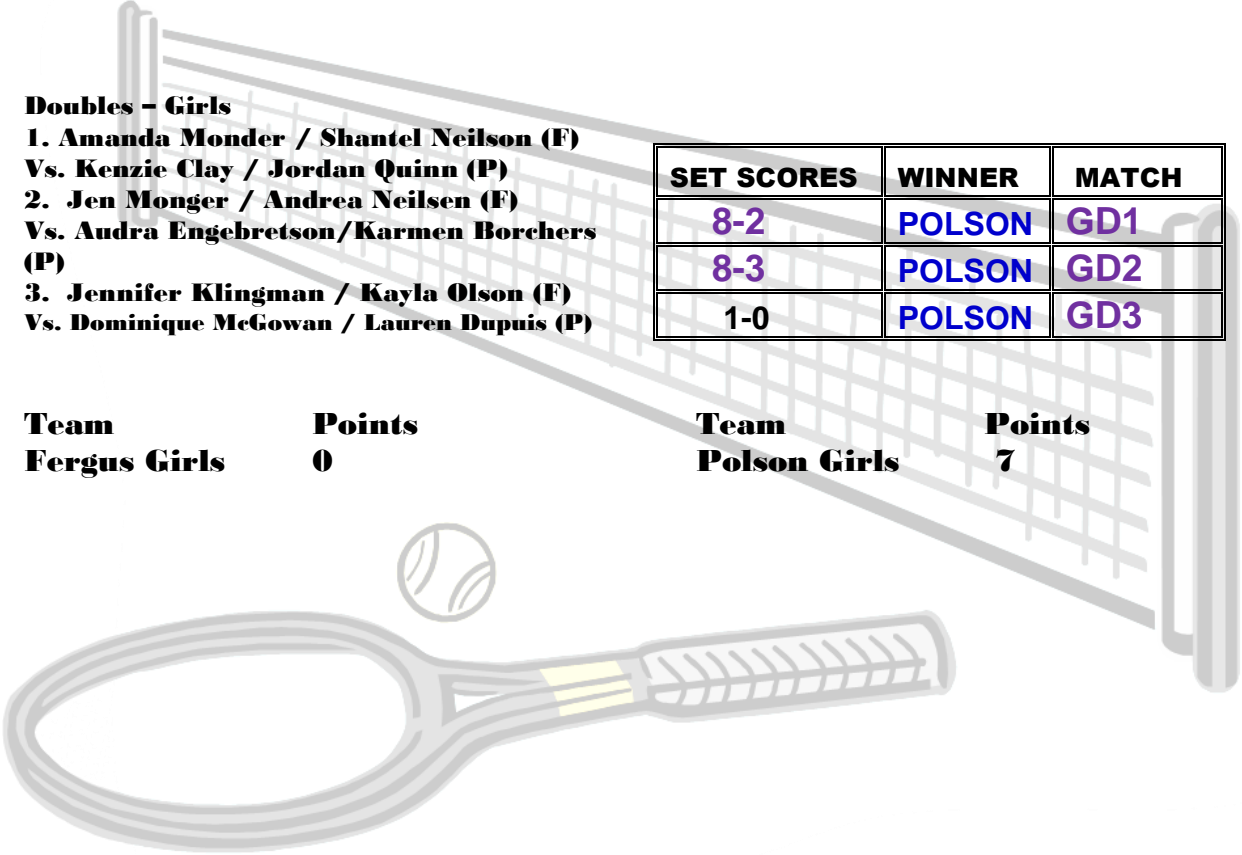 Doubles – Girls
1. Amanda Monder / Shantel Neilson (F)
Vs. Kenzie Clay / Jordan Quinn (P)
2. Jen Monger / Andrea Neilsen (F)
Vs. Audra Engebretson/Karmen Borchers
(P)
3. Jennifer Klingman / Kayla Olson (F)
Vs. Dominique McGowan / Lauren Dupuis (P)
SET SCORES WINNER MATCH
8-2 POLSON GD1
8-3 POLSON GD2
1-0 POLSON GD3
Team Points Team Points
Fergus Girls 0 Polson Girls 7